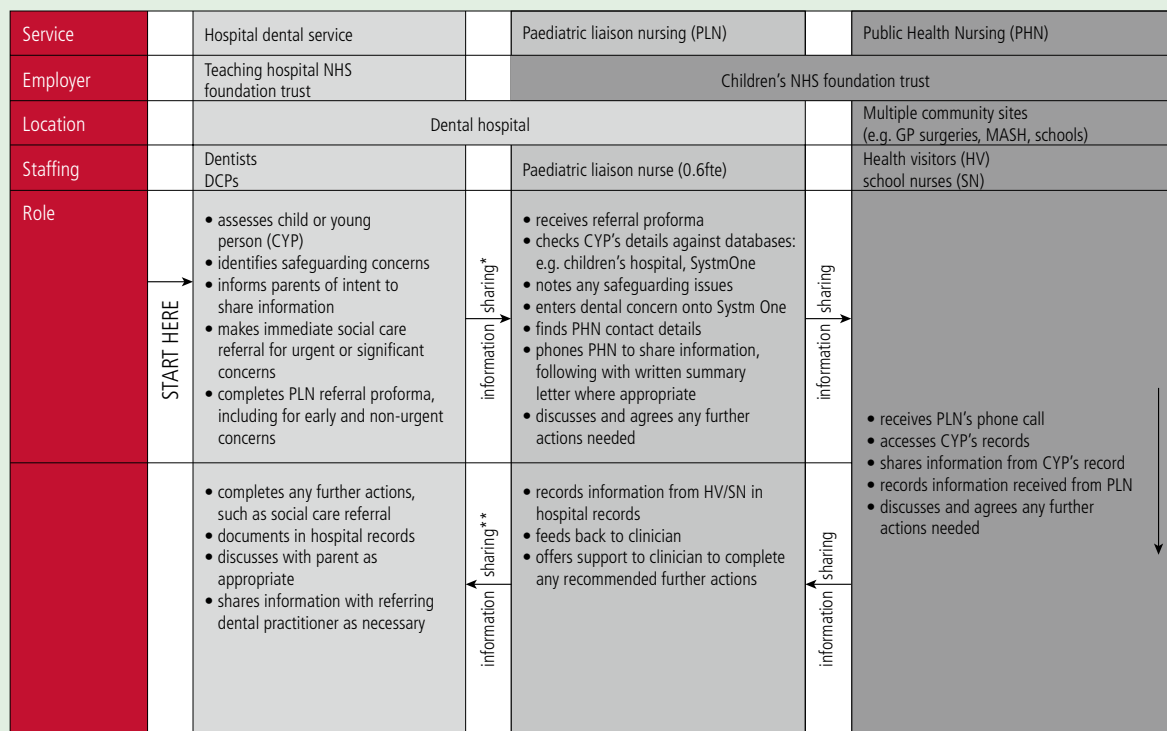 Service
Hospital dental service
Paediatric liaison nursing (PLN)
Public Health Nursing (PHN)
Employer
Teaching hospital NHS
foundation trust
Children's NHS foundation trust
Location
Dental hospital
Multiple community sites
(e.g. GP surgeries, MASH, schools)
Staffing
Dentists
DCPs
Paediatric liaison nurse (0.6fte)
Health visitors (HV)
school nurses (SN)
Role
START HERE
• assesses child or young
person (CYP)
• identifies safeguarding concerns
• informs parents of intent to
share information
• makes immediate social care
referral for urgent or significant
concerns
• completes PLN referral proforma,
including for early and non-urgent
concerns
information sharing*
• receives referral proforma
• checks CYP's details against databases:
e.g. children's hospital, SystmOne
• notes any safeguarding issues
• enters dental concern onto Systm One
• finds PHN contact details
• phones PHN to share information,
following with written summary
letter where appropriate
• discusses and agrees any further
actions needed
information sharing
• receives PLN's phone call
• accesses CYP's records
• shares information from CYP's record
• records information received from PLN
• discusses and agrees any further
actions needed
• completes any further actions,
such as social care referral
• documents in hospital records
• discusses with parent as
appropriate
• shares information with referring
dental practitioner as necessary
information sharing**
• records information from HV/SN in
hospital records
• feeds back to clinician
• offers support to clinician to complete
any recommended further actions
information sharing